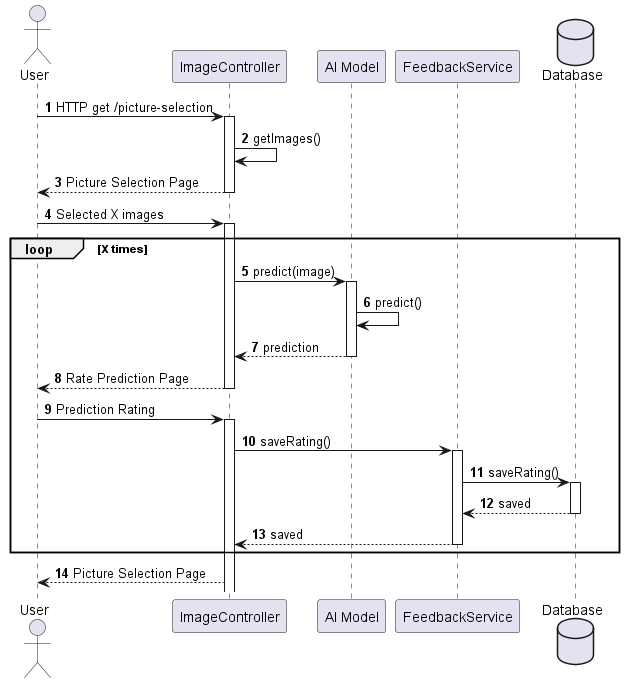 User
ImageController
AI Model
FeedbackService
Database
1 HTTP get /picture-selection
2 getImages()
3 Picture Selection Page
4 Selected X images
loop [X times]
5 predict(image)
6 predict()
7 prediction
8 Rate Prediction Page
9 Prediction Rating
10 saveRating()
11 saveRating()
12 saved
13 saved
14 Picture Selection Page
User
ImageController
AI Model
FeedbackService
Database